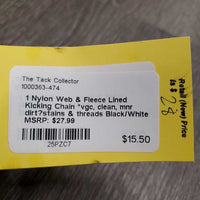 The Tack Collector
1000363-474
1 Nylon Web & Fleece Lined
Kicking Chain *vgc, clean, mnr
dirt?stains & threads Black/White
MSRP: $27.99
$15.50
25PZC7
Retail (New) Price
is $
28